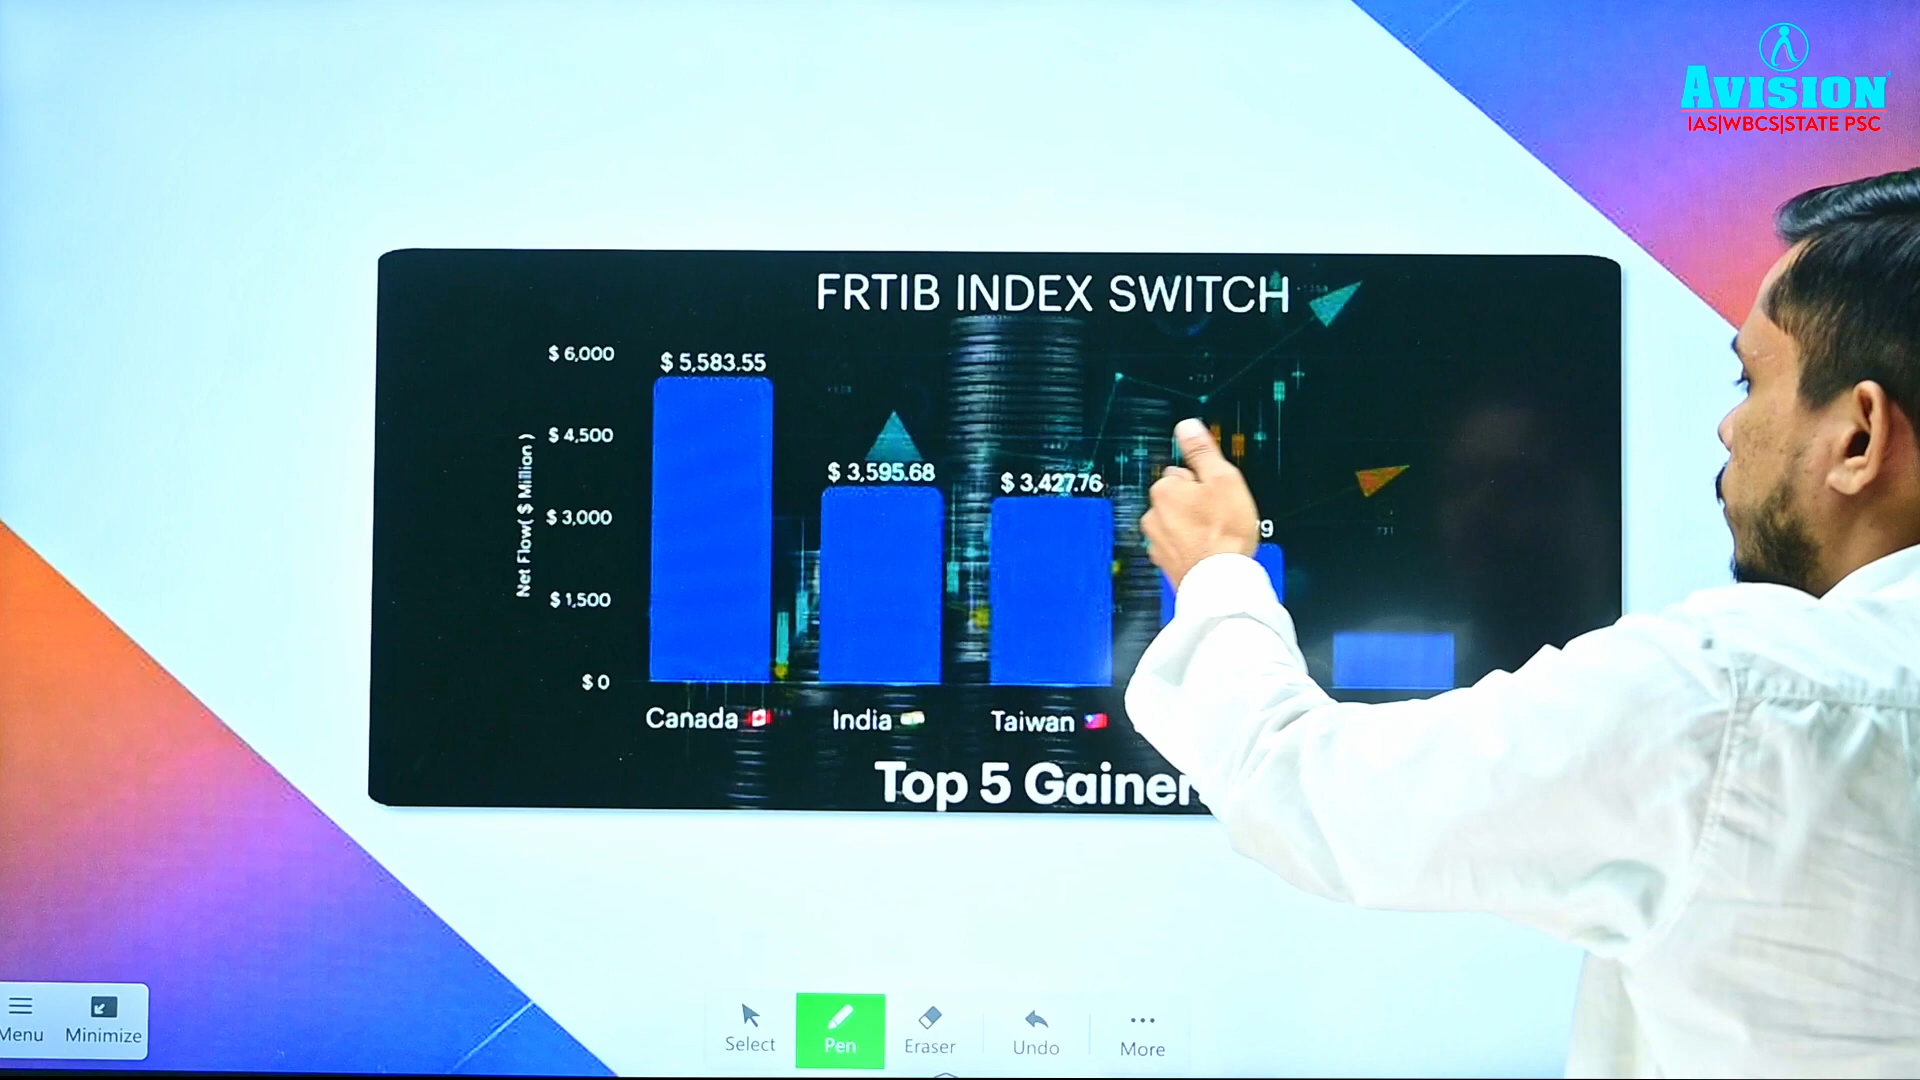 AVISION
IAS|WBCS|STATE PSC
FRTIB INDEX SWITCH
$ 6,000
$ 5,583.55
$ 4,500
$ 3,595.68
$ 3,427.76
Net Flow( $ Million )
$ 3,000
$ 1,500
$ 0
Canada
India
Taiwan
Top 5 Gainer
Menu
Minimize
Select
Pen
Eraser
Undo
More